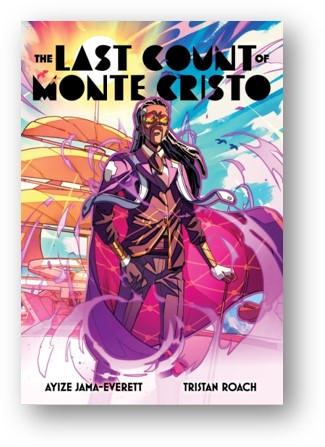 THE LAST COUNT OF
MONTE CRISTO
AYIZE JAMA-EVERETT TRISTAN ROACH